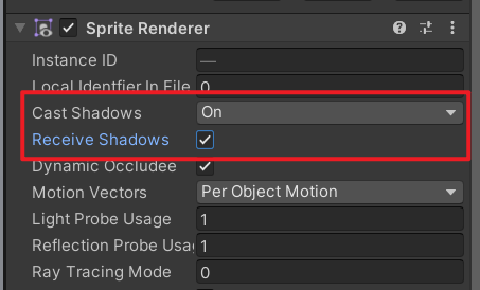 Sprite Renderer
Instance ID —
Local Identfier In File 0
Cast Shadows On
Receive Shadows
Dynamic Occludee
Motion Vectors Per Object Motion
Light Probe Usage 1
Reflection Probe Usag 1
Ray Tracing Mode 0